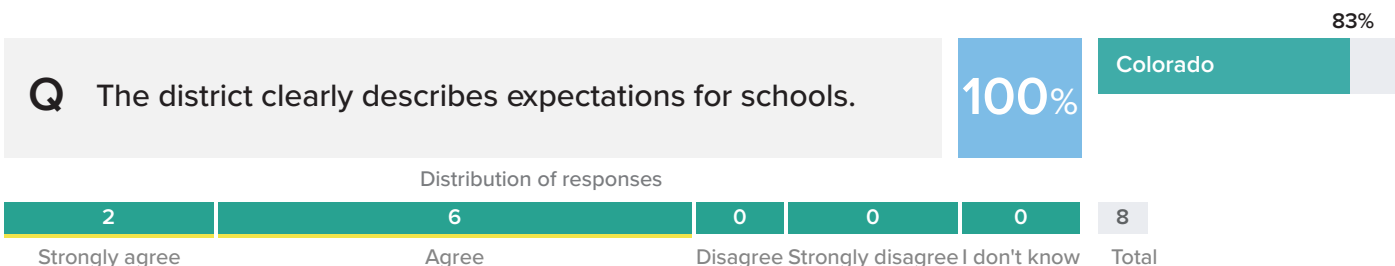 83%
Q The district clearly describes expectations for schools.
100%
Colorado
Distribution of responses
2 6 0 0 0 8
Strongly agree Agree Disagree Strongly disagree I don't know Total